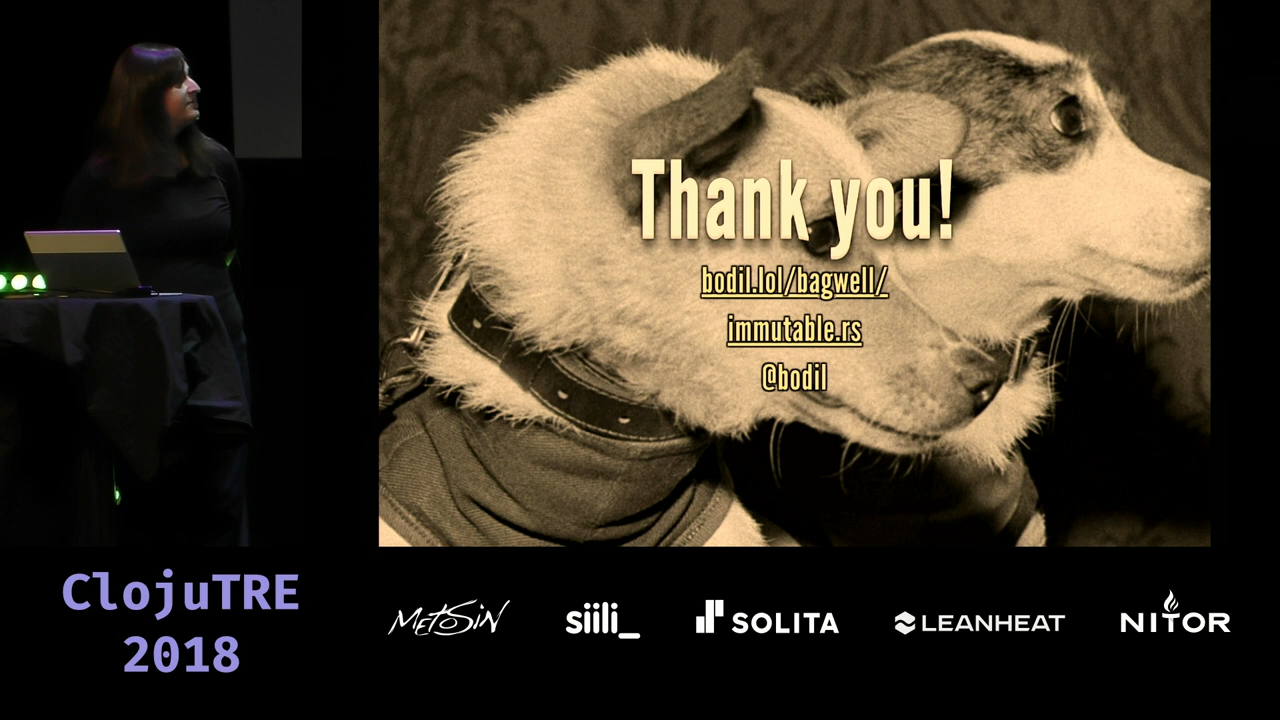 Thank you!
bodil.lol/bagwell/
immutable.rs
@bodil
ClojuTRE
2018
METOSIN
siili_
SOLITA
LEANHEAT
NITOR